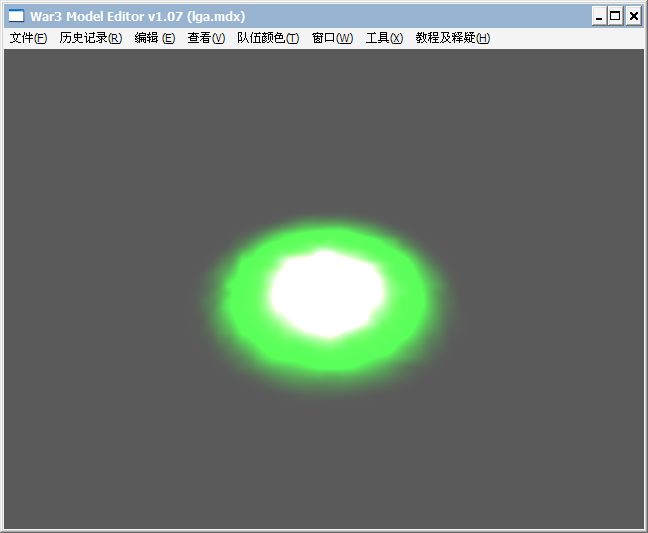 War3 Model Editor v1.07 (lga.mdx)
文件(F) 历史记录(R) 编辑 (E) 查看(V) 队伍颜色(T) 窗口(W) 工具(X) 教程及释疑(H)